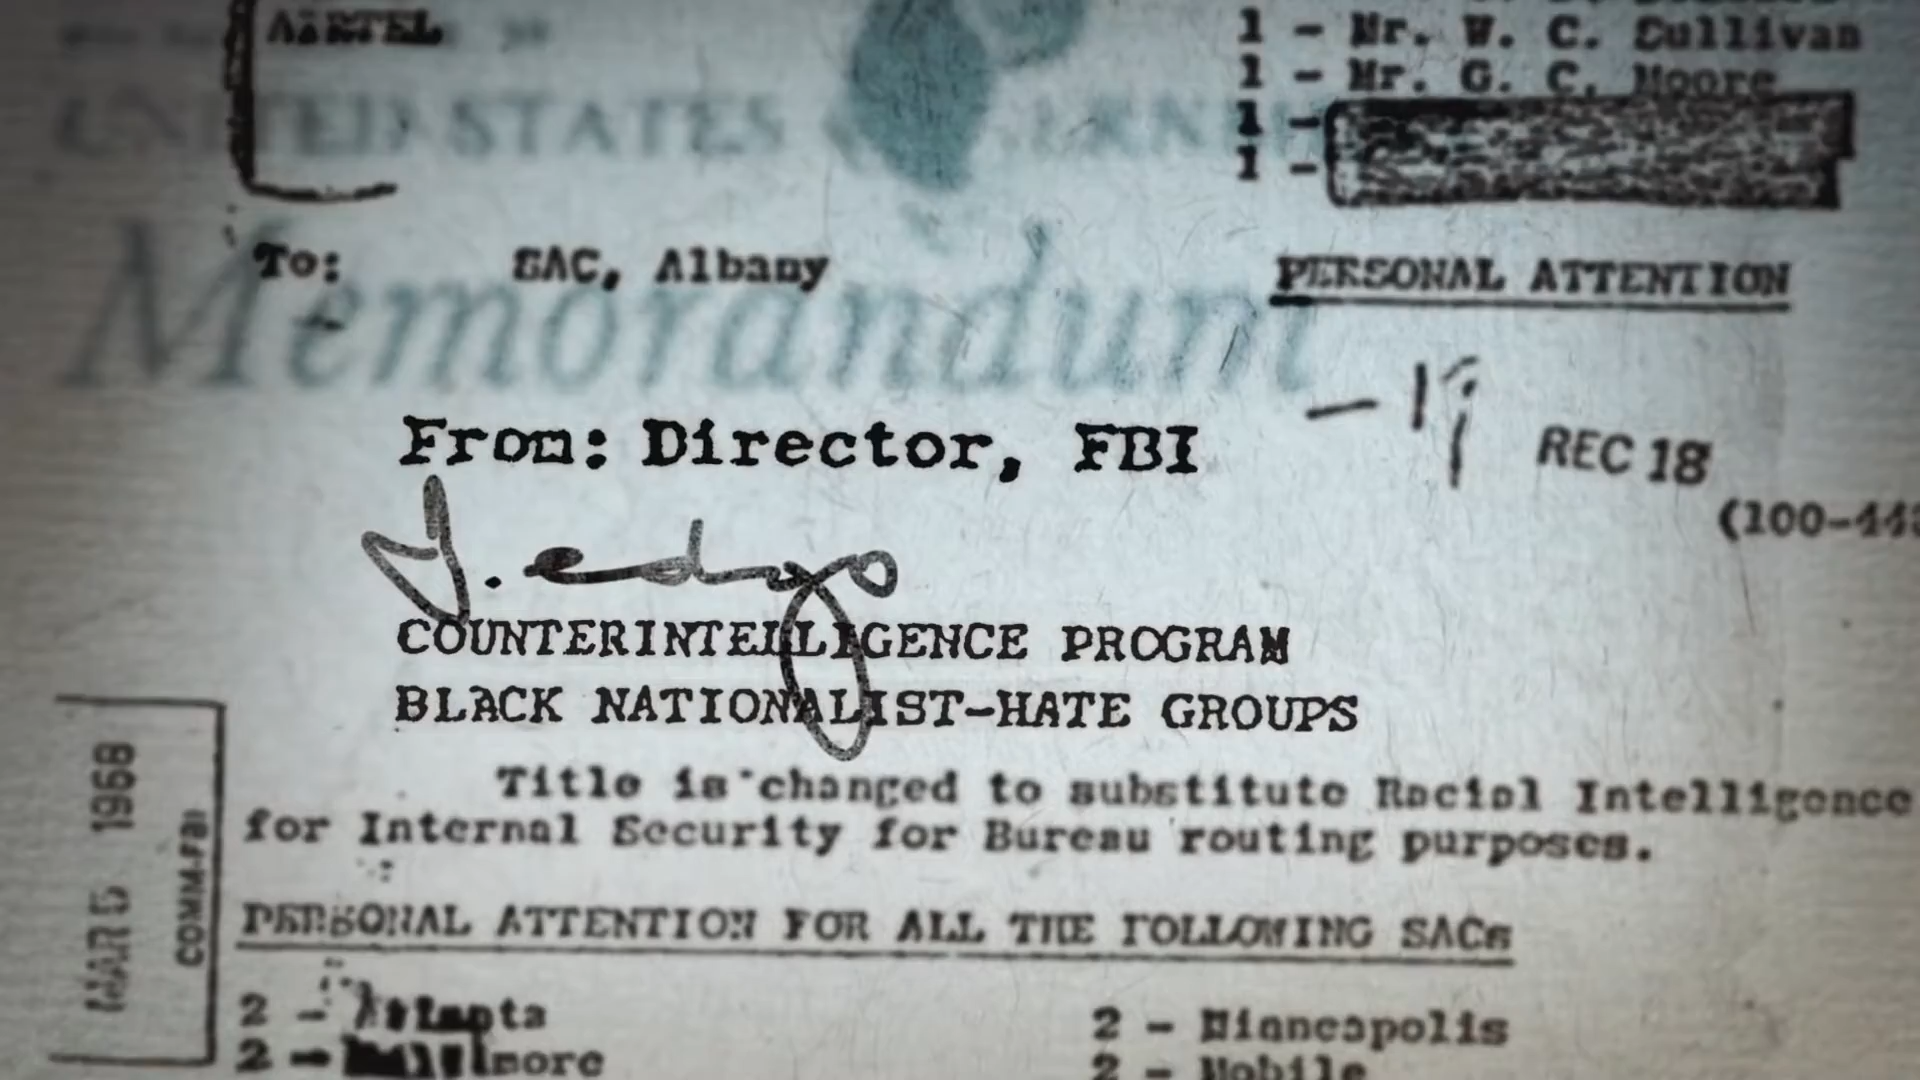 AIRTEL
1 - Mr. W. C. Sullivan
1 - Mr. G. C. Moore
1 -
1 -
UNITED STATES
To: SAC, Albany
PERSONAL ATTENTION
Memorandum
From: Director, FBI
REC 18
(100-44
J. edgo
COUNTERINTELLIGENCE PROGRAM
BLACK NATIONALIST-HATE GROUPS
Title is changed to substitute Racial Intelligence
for Internal Security for Bureau routing purposes.
MAR 5 1968
COMM-FBI
PERSONAL ATTENTION FOR ALL THE FOLLOWING SACs
2 - Atlanta
2 - Minneapolis
2 -
2 - Mobile